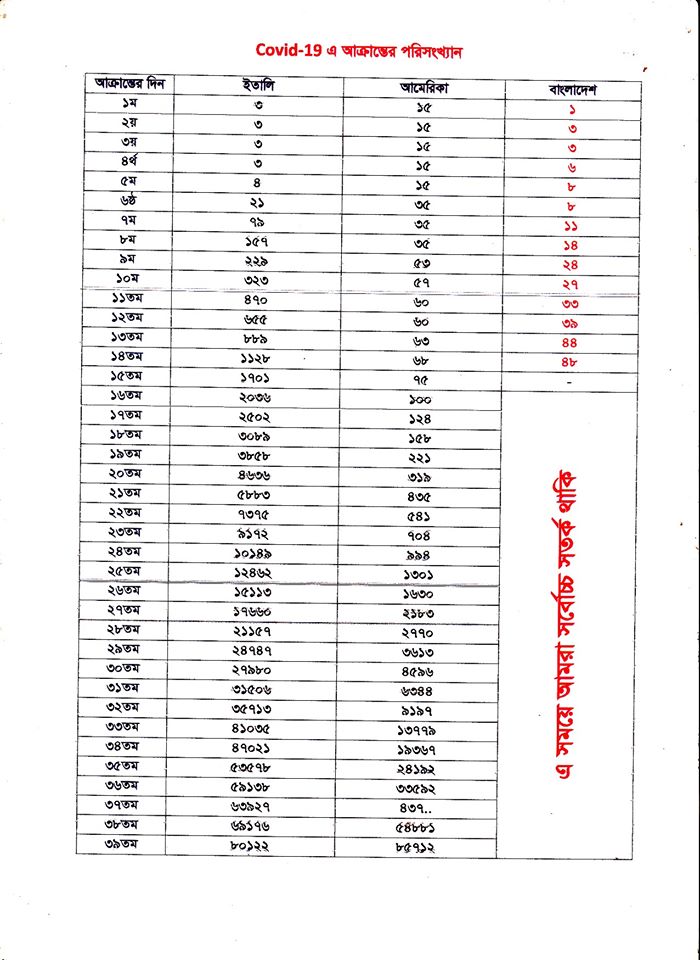 Covid-19 এ আক্রান্তের পরিসংখ্যান
আক্রান্তের দিন ইতালি আমেরিকা বাংলাদেশ
১ম ৩ ১৫ ১
২য় ৩ ১৫ ৩
৩য় ৩ ১৫ ৩
৪র্থ ৩ ১৫ ৬
৫ম ৪ ১৫ ৮
৬ষ্ঠ ২১ ৩৫ ৮
৭ম ৭৯ ৩৫ ১১
৮ম ১৫৭ ৩৫ ১৪
৯ম ২২৯ ৫৩ ২৪
১০ম ৩২৩ ৫৭ ২৭
১১তম ৪৭০ ৬০ ৩৩
১২তম ৬৫৫ ৬০ ৩৯
১৩তম ৮৮৯ ৬৩ ৪৪
১৪তম ১১২৮ ৬৮ ৪৮
১৫তম ১৭০১ ৭৫ -
১৬তম ২০৩৬ ১০০
১৭তম ২৫০২ ১২৪
১৮তম ৩০৮৯ ১৫৮
১৯তম ৩৮৫৮ ২২১
২০তম ৪৬৩৬ ৩১৯
২১তম ৫৮৮৩ ৪৩৫
২২তম ৭৩৭৫ ৫৪১
২৩তম ৯১৭২ ৭০৪
২৪তম ১০১৪৯ ৯৯৪
২৫তম ১২৪৬২ ১৩০১
২৬তম ১৫১১৩ ১৬৩০
২৭তম ১৭৬৬০ ২১৮৩
২৮তম ২১১৫৭ ২৭৭০
২৯তম ২৪৭৪৭ ৩৬১৩
৩০তম ২৭৯৮০ ৪৫৯৬
৩১তম ৩১৫০৬ ৬৩৪৪
৩২তম ৩৫৭১৩ ৯১৯৭
৩৩তম ৪১০৩৫ ১৩৭৭৯
৩৪তম ৪৭০২১ ১৯৩৬৭
৩৫তম ৫৩৫৭৮ ২৪১৯২
৩৬তম ৫৯১৩৮ ৩৩৫৯২
৩৭তম ৬৩৯২৭ ৪৩৭..
৩৮তম ৬৯১৭৬ ৫৪৮৮১
৩৯তম ৮০১২২ ৮৫৭১২
এ সময়ে আমরা সর্বোচ্চ সতর্ক থাকি